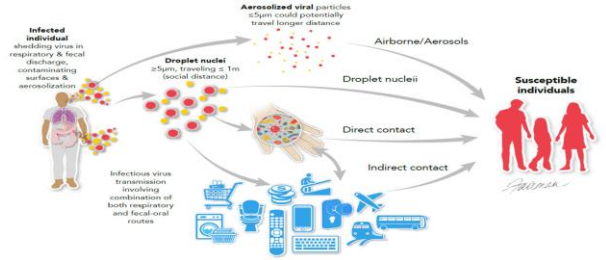 Infected
individual
shedding virus in
respiratory & fecal
discharge,
contaminating
surfaces &
aerosolization
Aerosolized viral particles
≤5μm could potentially
travel longer distance
Droplet nuclei
≥5μm, traveling ≤ 1m
(social distance)
Infectious virus
transmission
involving
combination of
both respiratory
and fecal-oral
routes
Airborne/Aerosols
Droplet nucleii
Direct contact
Indirect contact
Susceptible
individuals